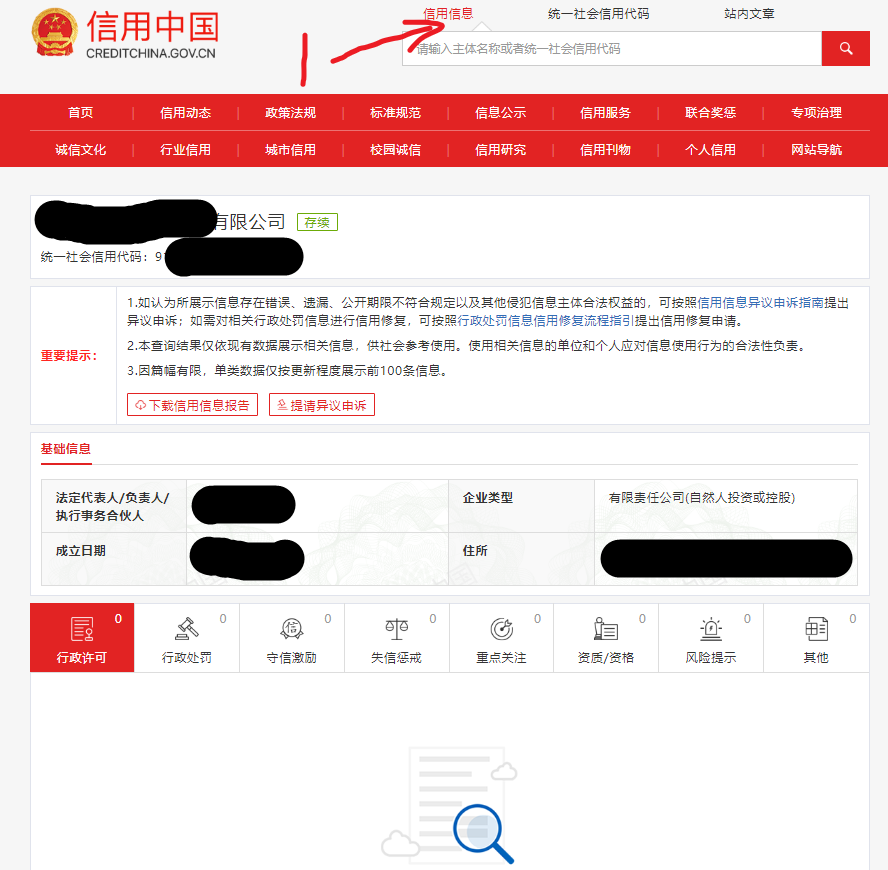 信用中国
CREDITCHINA.GOV.CN
信用信息 统一社会信用代码 站内文章
请输入主体名称或者统一社会信用代码
首页 信用动态 政策法规 标准规范 信息公示 信用服务 联合奖惩 专项治理
诚信文化 行业信用 城市信用 校园诚信 信用研究 信用刊物 个人信用 网站导航
有限公司 存续
统一社会信用代码：9
重要提示：
1.如认为所展示信息存在错误、遗漏、公开期限不符合规定以及其他侵犯信息主体合法权益的，可按照信用信息异议申诉指南提出
异议申诉；如需对相关行政处罚信息进行信用修复，可按照行政处罚信息信用修复流程指引提出信用修复申请。
2.本查询结果仅依现有数据展示相关信息，供社会参考使用。使用相关信息的单位和个人应对信息使用行为的合法性负责。
3.因篇幅有限，单类数据仅按更新程度展示前100条信息。
下载信用信息报告 提请异议申诉
基础信息
法定代表人/负责人/
执行事务合伙人
企业类型 有限责任公司(自然人投资或控股)
成立日期 住所
0 0 0 0 0 0 0 0
行政许可 行政处罚 守信激励 失信惩戒 重点关注 资质/资格 风险提示 其他